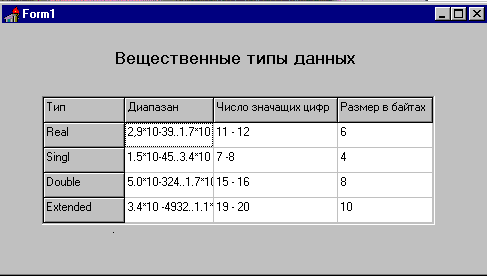 Form1
Вещественные типы данных
Тип Диапазан Число значащих цифр Размер в байтах
Real 2,9*10-39..1.7*10 11 - 12 6
Singl 1.5*10-45..3.4*10 7 -8 4
Double 5.0*10-324..1.7*10 15 - 16 8
Extended 3.4*10 -4932..1.1* 19 - 20 10